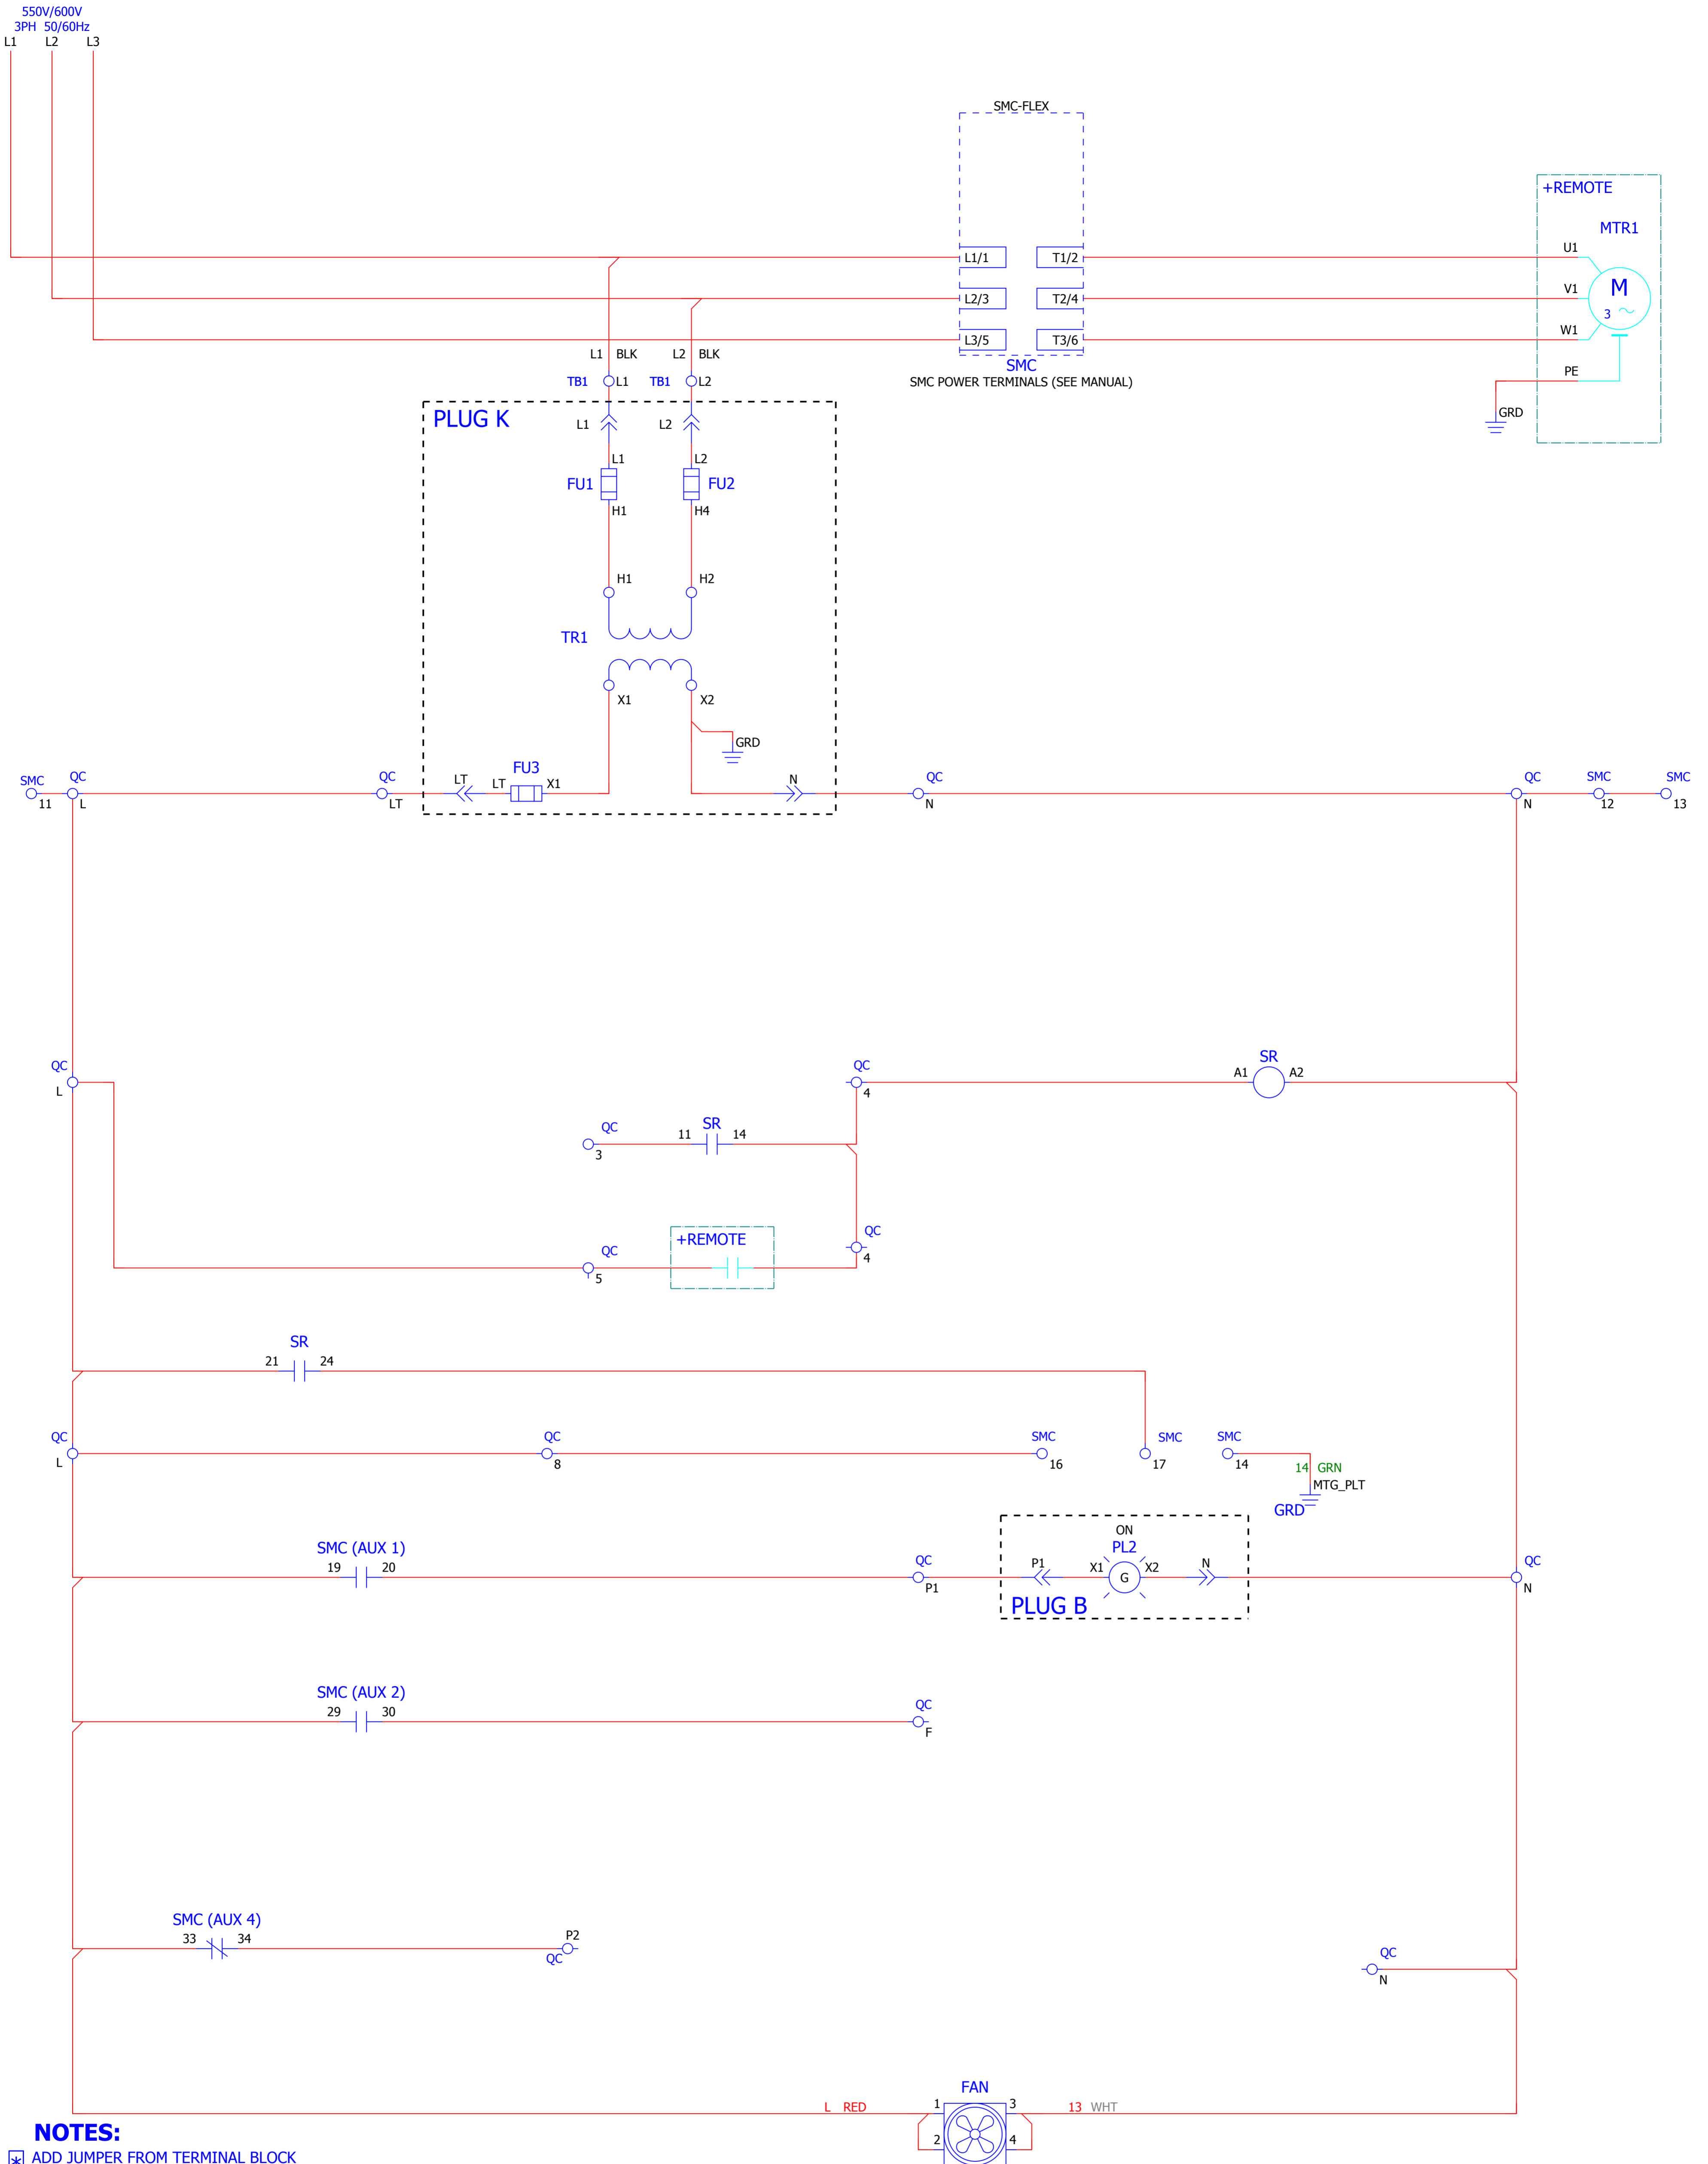 550V/600V
3PH 50/60Hz
L1 L2 L3
SMC-FLEX
+REMOTE
MTR1
U1
L1/1 T1/2
M
3
V1
L2/3 T2/4
W1
L3/5 T3/6
L1 BLK L2 BLK
SMC
SMC POWER TERMINALS (SEE MANUAL)
PE
TB1 L1 TB1 L2
GRD
PLUG K
L1 L2
L1 L2
FU1 FU2
H1 H4
H1 H2
TR1
X1 X2
GRD
FU3
SMC QC QC LT LT X1 N QC QC SMC SMC
11 L LT N N 12 13
QC QC SR
L 4 A1 A2
QC SR
3 11 14
QC +REMOTE QC
5 4
SR
21 24
QC QC SMC SMC SMC
L 8 16 17 14
14 GRN
MTG_PLT
GRD
ON
SMC (AUX 1) QC PL2 QC
19 20 P1 P1 X1 G X2 N N
PLUG B
SMC (AUX 2) QC
29 30 F
SMC (AUX 4)
33 34 P2
QC
QC
N
FAN
L RED 1 3 13 WHT
2 4
NOTES:
* ADD JUMPER FROM TERMINAL BLOCK